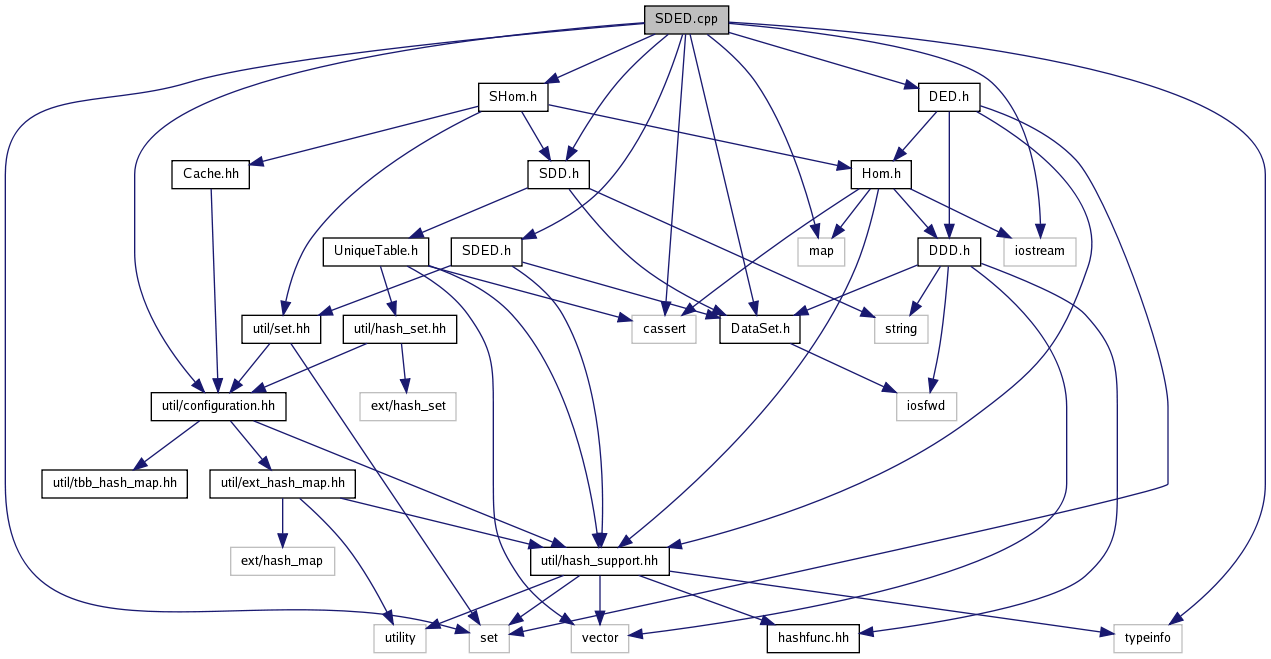 SDED.cpp
SHom.h
DED.h
Cache.hh
SDD.h
Hom.h
UniqueTable.h
SDED.h
map
DDD.h
iostream
util/set.hh
util/hash_set.hh
cassert
DataSet.h
string
util/configuration.hh
ext/hash_set
iosfwd
util/tbb_hash_map.hh
util/ext_hash_map.hh
ext/hash_map
util/hash_support.hh
utility
set
vector
hashfunc.hh
typeinfo